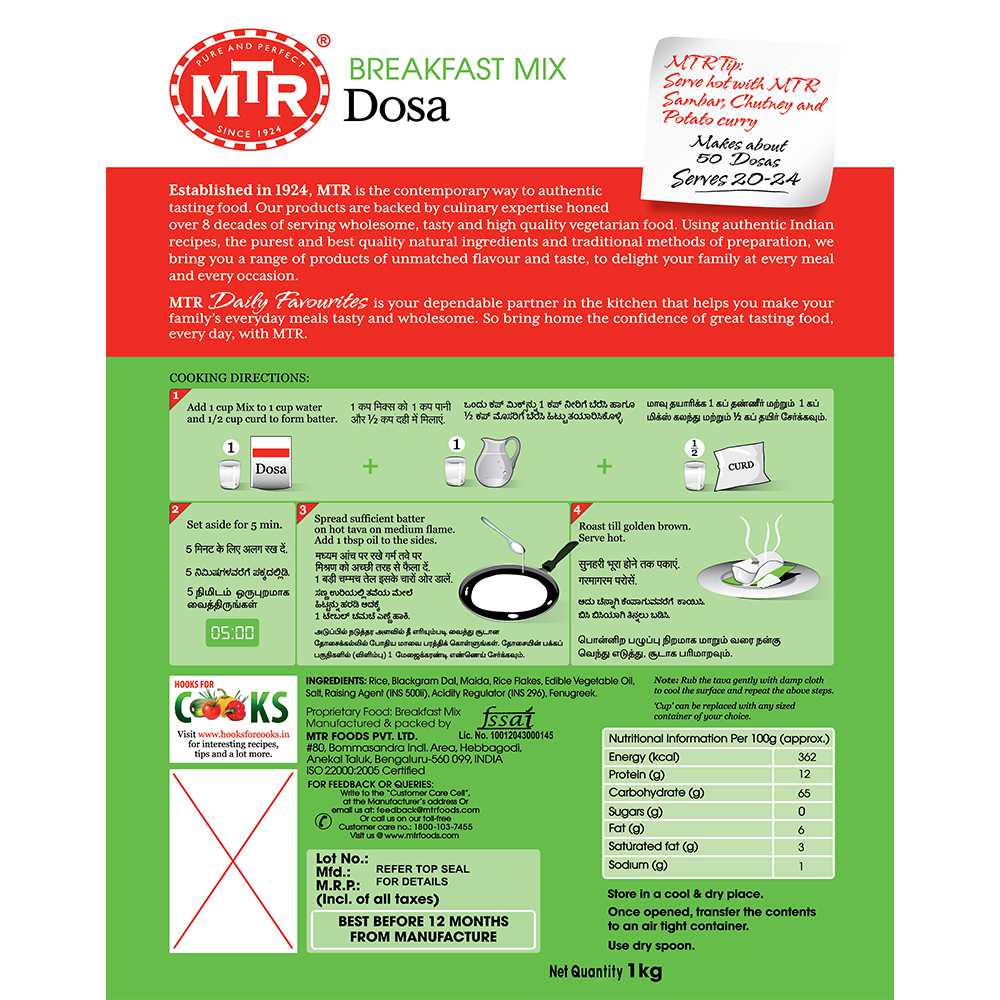 PURE AND PERFECT
MTR
SINCE 1924
®
BREAKFAST MIX
Dosa
MTR Tip:
Serve hot with MTR
Sambar, Chutney and
Potato curry
Makes about
50 Dosas
Serves 20-24
Established in 1924, MTR is the contemporary way to authentic
tasting food. Our products are backed by culinary expertise honed
over 8 decades of serving wholesome, tasty and high quality vegetarian food. Using authentic Indian
recipes, the purest and best quality natural ingredients and traditional methods of preparation, we
bring you a range of products of unmatched flavour and taste, to delight your family at every meal
and every occasion.
MTR Daily Favourites is your dependable partner in the kitchen that helps you make your
family's everyday meals tasty and wholesome. So bring home the confidence of great tasting food,
every day, with MTR.
COOKING DIRECTIONS:
1
Add 1 cup Mix to 1 cup water
and 1/2 cup curd to form batter.
1 कप मिक्स को 1 कप पानी
और ½ कप दही में मिलाएं.
ಒಂದು ಕಪ್ ಮಿಕ್ಸ್‌ನ್ನು 1 ಕಪ್ ನೀರಿಗೆ ಬೆರೆಸಿ ಹಾಗೂ
½ ಕಪ್ ಮೊಸರಿಗೆ ಬೆರೆಸಿ ಹಿಟ್ಟು ತಯಾರಿಸಿಕೊಳ್ಳಿ
மாவு தயாரிக்க 1 கப் தண்ணீர் மற்றும் 1 கப்
மிக்ஸ் கலந்து மற்றும் ½ கப் தயிர் சேர்க்கவும்.
1
Dosa
+
1
+
1/2
CURD
2
Set aside for 5 min.
5 मिनट के लिए अलग रख दें.
5 ನಿಮಿಷಗಳವರೆಗೆ ಪಕ್ಕದಲ್ಲಿಡಿ.
5 நிமிடம் ஒருபுறமாக
வைத்திருங்கள்
05:00
3
Spread sufficient batter
on hot tava on medium flame.
Add 1 tbsp oil to the sides.
मध्यम आंच पर रखे गर्म तवे पर
मिश्रण को अच्छी तरह से फैला दें.
1 बड़ी चम्मच तेल इसके चारों ओर डालें.
ಸಣ್ಣ ಉರಿಯಲ್ಲಿ ತವೆಯ ಮೇಲೆ
ಹಿಟ್ಟನ್ನು ಹರಡಿ ಅದಕ್ಕೆ
1 ಟೇಬಲ್ ಚಮಚೆ ಎಣ್ಣೆ ಹಾಕಿ.
அடுப்பில் நடுத்தர அளவில் தீ எரியும்படி வைத்து சூடான
தோசைக்கல்லில் போதிய மாவை பரத்திக் கொள்ளுங்கள். தோசையின் பக்கப்
பகுதிகளில் (விளிம்பு) 1 மேஜைக்கரண்டி எண்ணெய் சேர்க்கவும்.
4
Roast till golden brown.
Serve hot.
सुनहरी भूरा होने तक पकाएं.
गरमागरम परोसें.
ಅದು ಚೆನ್ನಾಗಿ ಕೆಂಪಾಗುವವರೆಗೆ ಕಾಯಿಸಿ.
ಬಿಸಿ ಬಿಸಿಯಾಗಿ ತಿನ್ನಲು ಬಡಿಸಿ.
பொன்னிற பழுப்பு நிறமாக மாறும் வரை நன்கு
வெந்து எடுத்து, சூடாக பரிமாறவும்.
HOOKS FOR
COOKS
Visit www.hooksforcooks.in
for interesting recipes,
tips and a lot more.
INGREDIENTS: Rice, Blackgram Dal, Maida, Rice Flakes, Edible Vegetable Oil,
Salt, Raising Agent (INS 500ii), Acidify Regulator (INS 296), Fenugreek.
Proprietary Food: Breakfast Mix
Manufactured & packed by
MTR FOODS PVT. LTD.
#80, Bommasandra Indl. Area, Hebbagodi,
Anekal Taluk, Bengaluru-560 099, INDIA
ISO 22000:2005 Certified
fssai
Lic. No. 10012043000145
FOR FEEDBACK OR QUERIES:
Write to the "Customer Care Cell",
at the Manufacturer's address Or
email us at: feedback@mtrfoods.com
Or call us on our toll-free
Customer care no.: 1800-103-7455
Visit us @ www.mtrfoods.com
Lot No.:
Mfd.:
M.R.P.:
(Incl. of all taxes)
REFER TOP SEAL
FOR DETAILS
BEST BEFORE 12 MONTHS
FROM MANUFACTURE
Note: Rub the tava gently with damp cloth
to cool the surface and repeat the above steps.
'Cup' can be replaced with any sized
container of your choice.
Nutritional Information Per 100g (approx.)
Energy (kcal) 362
Protein (g) 12
Carbohydrate (g) 65
Sugars (g) 0
Fat (g) 6
Saturated fat (g) 3
Sodium (g) 1
Store in a cool & dry place.
Once opened, transfer the contents
to an air tight container.
Use dry spoon.
Net Quantity 1kg